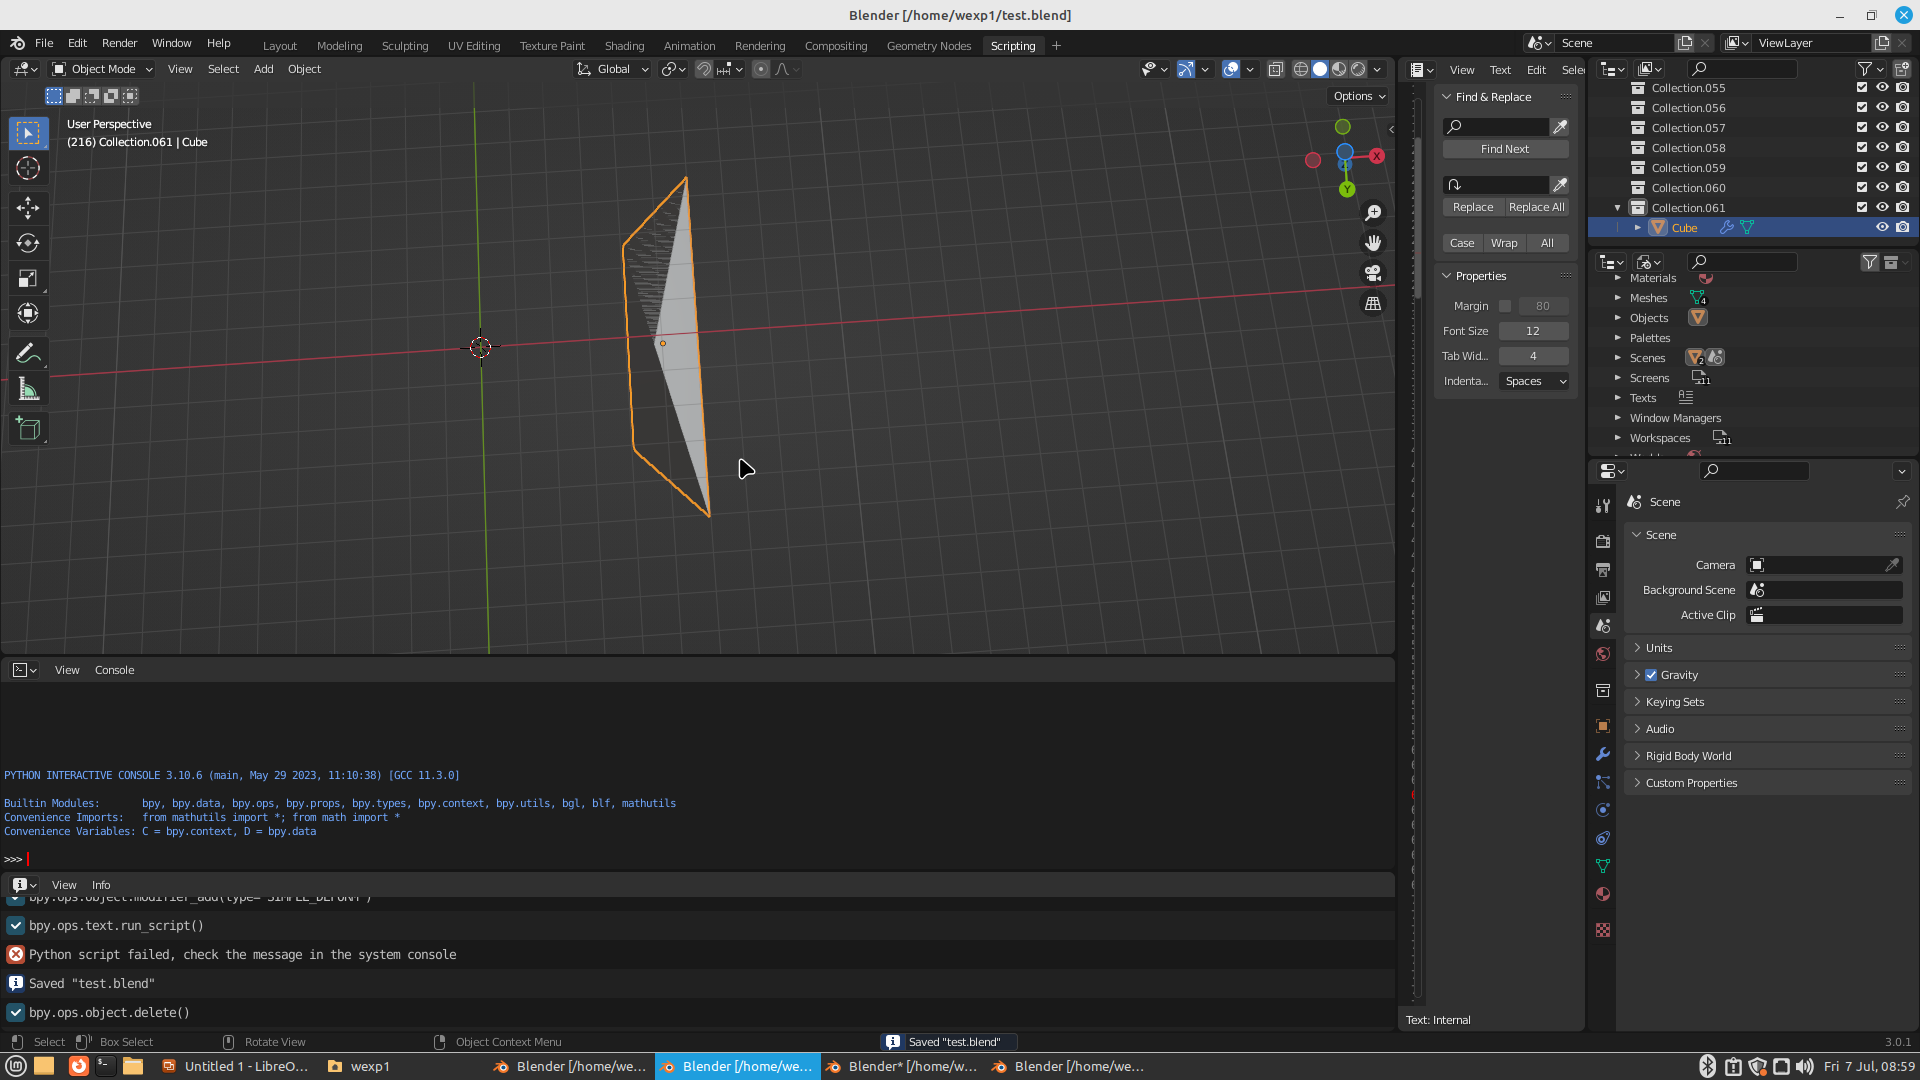 Blender [/home/wexp1/test.blend]
File Edit Render Window Help Layout Modeling Sculpting UV Editing Texture Paint Shading Animation Rendering Compositing Geometry Nodes Scripting + Scene ViewLayer
Object Mode View Select Add Object Global View Text Edit Sele
Options
User Perspective
(216) Collection.061 | Cube
X
Y
Find & Replace
Find Next
Replace Replace All
Case Wrap All
Properties
Margin 80
Font Size 12
Tab Wid... 4
Indenta... Spaces
Text: Internal
Collection.055
Collection.056
Collection.057
Collection.058
Collection.059
Collection.060
Collection.061
Cube
Materials
Meshes 4
Objects
Palettes
Scenes 2
Screens 11
Texts
Window Managers
Workspaces 11
Scene
Scene
Camera
Background Scene
Active Clip
Units
Gravity
Keying Sets
Audio
Rigid Body World
Custom Properties
View Console
PYTHON INTERACTIVE CONSOLE 3.10.6 (main, May 29 2023, 11:10:38) [GCC 11.3.0]
Builtin Modules: bpy, bpy.data, bpy.ops, bpy.props, bpy.types, bpy.context, bpy.utils, bgl, blf, mathutils
Convenience Imports: from mathutils import *; from math import *
Convenience Variables: C = bpy.context, D = bpy.data
>>>
View Info
bpy.ops.object.modifier_add(type='SIMPLE_DEFORM')
bpy.ops.text.run_script()
Python script failed, check the message in the system console
Saved "test.blend"
bpy.ops.object.delete()
Select Box Select Rotate View Object Context Menu Saved "test.blend" 3.0.1
Untitled 1 - LibreO... wexp1 Blender [/home/we... Blender [/home/we... Blender* [/home/w... Blender [/home/we... Fri 7 Jul, 08:59